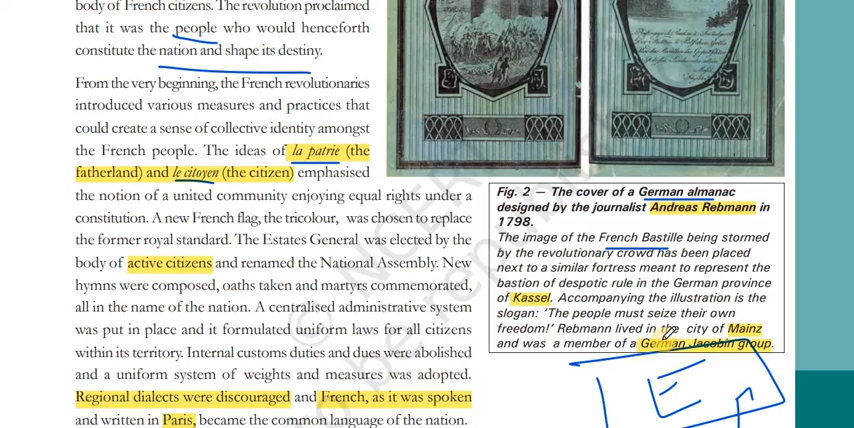 body of French citizens. The revolution proclaimed
that it was the people who would henceforth
constitute the nation and shape its destiny.
From the very beginning, the French revolutionaries
introduced various measures and practices that
could create a sense of collective identity amongst
the French people. The ideas of la patrie (the
fatherland) and le citoyen (the citizen) emphasised
the notion of a united community enjoying equal rights under a
constitution. A new French flag, the tricolour, was chosen to replace
the former royal standard. The Estates General was elected by the
body of active citizens and renamed the National Assembly. New
hymns were composed, oaths taken and martyrs commemorated,
all in the name of the nation. A centralised administrative system
was put in place and it formulated uniform laws for all citizens
within its territory. Internal customs duties and dues were abolished
and a uniform system of weights and measures was adopted.
Regional dialects were discouraged and French, as it was spoken
and written in Paris, became the common language of the nation.
Fig. 2 — The cover of a German almanac
designed by the journalist Andreas Rebmann in
1798.
The image of the French Bastille being stormed
by the revolutionary crowd has been placed
next to a similar fortress meant to represent the
bastion of despotic rule in the German province
of Kassel. Accompanying the illustration is the
slogan: ‘The people must seize their own
freedom!’ Rebmann lived in the city of Mainz
and was a member of a German Jacobin group.
© NCERT
to be republished